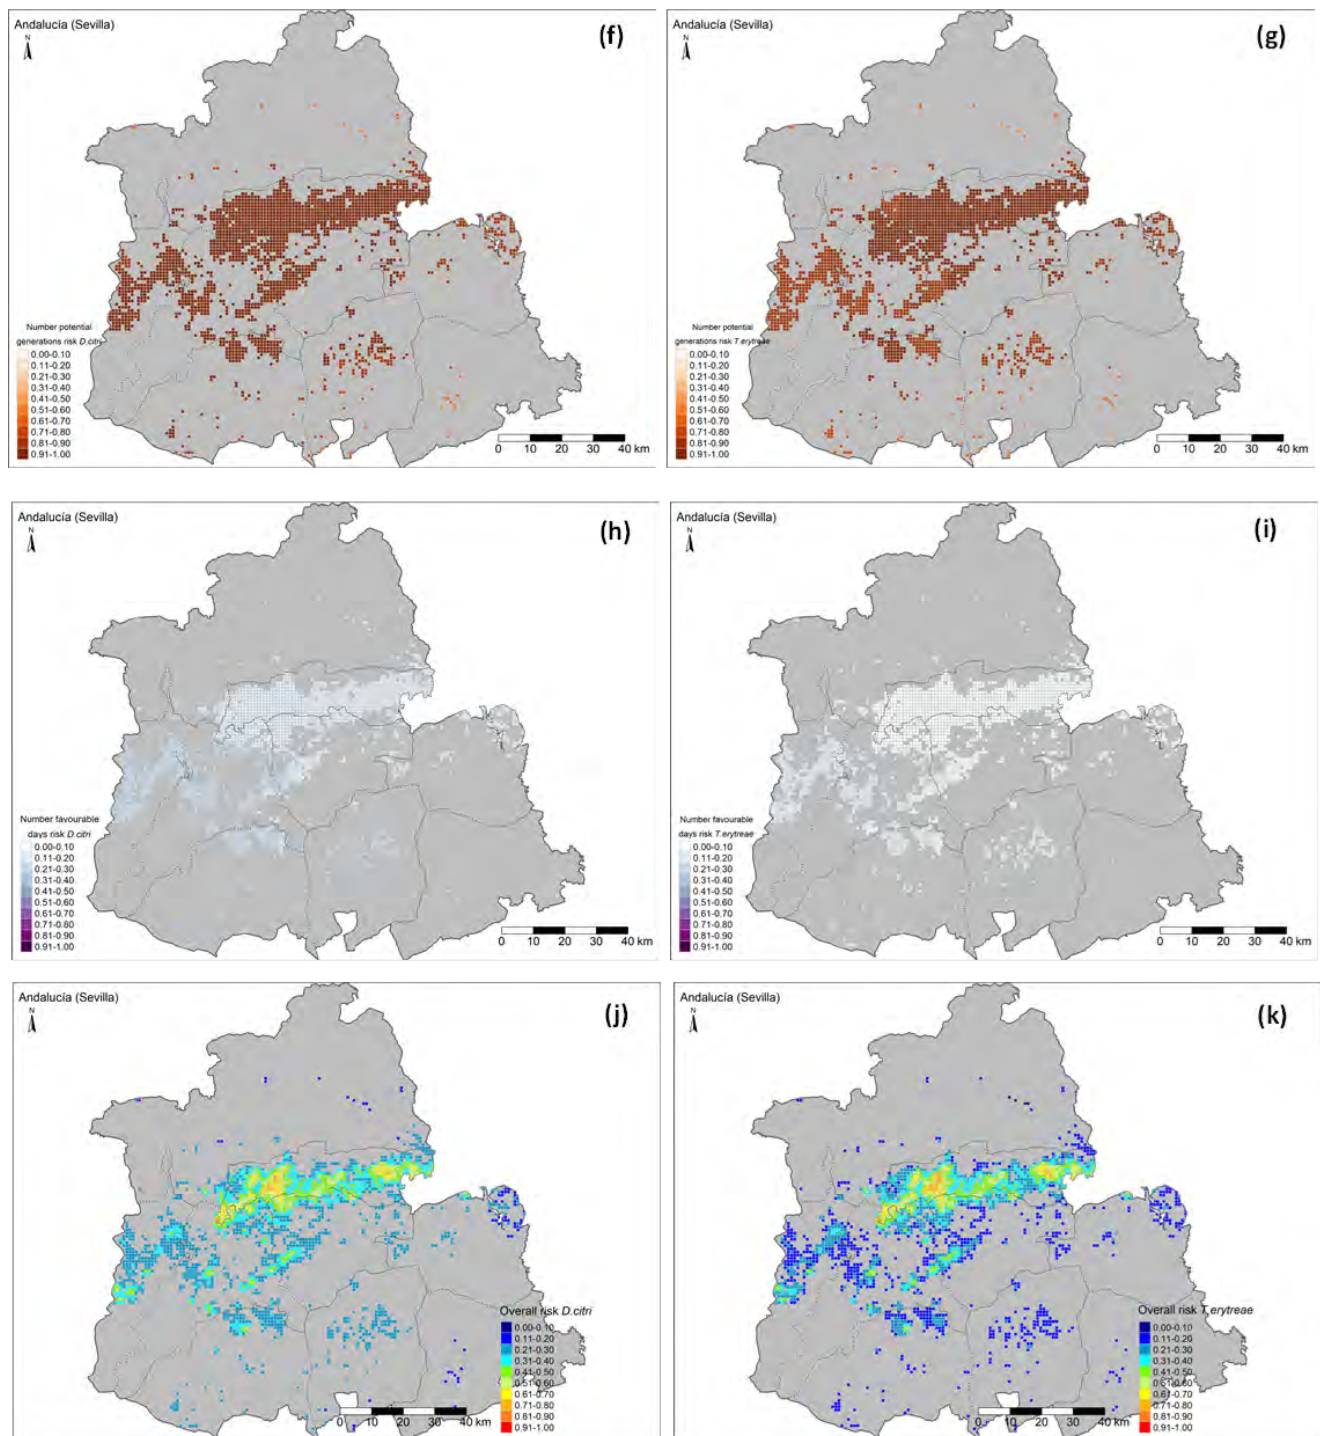 Andalucía (Sevilla)
(f)
N
Number potential
generations risk D.citri
0.00-0.10
0.11-0.20
0.21-0.30
0.31-0.40
0.41-0.50
0.51-0.60
0.61-0.70
0.71-0.80
0.81-0.90
0.91-1.00
0 10 20 30 40 km
Andalucía (Sevilla)
(g)
N
Number potential
generations risk T.erytreae
0.00-0.10
0.11-0.20
0.21-0.30
0.31-0.40
0.41-0.50
0.51-0.60
0.61-0.70
0.71-0.80
0.81-0.90
0.91-1.00
0 10 20 30 40 km
Andalucía (Sevilla)
(h)
N
Number favourable
days risk D.citri
0.00-0.10
0.11-0.20
0.21-0.30
0.31-0.40
0.41-0.50
0.51-0.60
0.61-0.70
0.71-0.80
0.81-0.90
0.91-1.00
0 10 20 30 40 km
Andalucía (Sevilla)
(i)
N
Number favourable
days risk T.erytreae
0.00-0.10
0.11-0.20
0.21-0.30
0.31-0.40
0.41-0.50
0.51-0.60
0.61-0.70
0.71-0.80
0.81-0.90
0.91-1.00
0 10 20 30 40 km
Andalucía (Sevilla)
(j)
N
Overall risk D.citri
0.00-0.10
0.11-0.20
0.21-0.30
0.31-0.40
0.41-0.50
0.51-0.60
0.61-0.70
0.71-0.80
0.81-0.90
0.91-1.00
0 10 20 30 40 km
Andalucía (Sevilla)
(k)
N
Overall risk T.erytreae
0.00-0.10
0.11-0.20
0.21-0.30
0.31-0.40
0.41-0.50
0.51-0.60
0.61-0.70
0.71-0.80
0.81-0.90
0.91-1.00
0 10 20 30 40 km